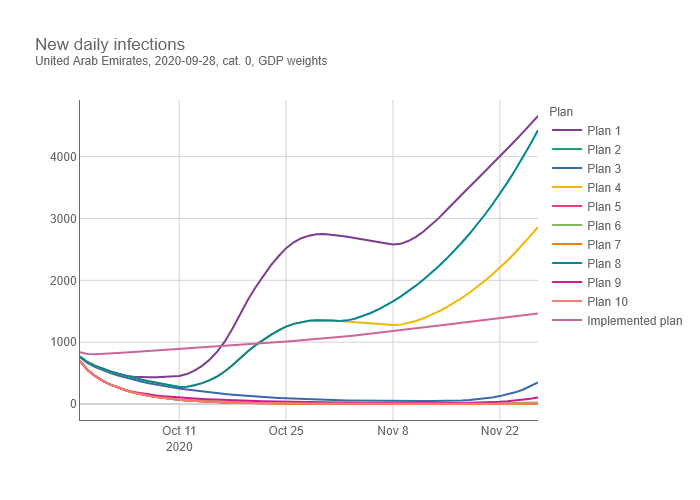 New daily infections
United Arab Emirates, 2020-09-28, cat. 0, GDP weights
Plan
Plan 1
Plan 2
Plan 3
Plan 4
Plan 5
Plan 6
Plan 7
Plan 8
Plan 9
Plan 10
Implemented plan
4000
3000
2000
1000
0
Oct 11 Oct 25 Nov 8 Nov 22
2020